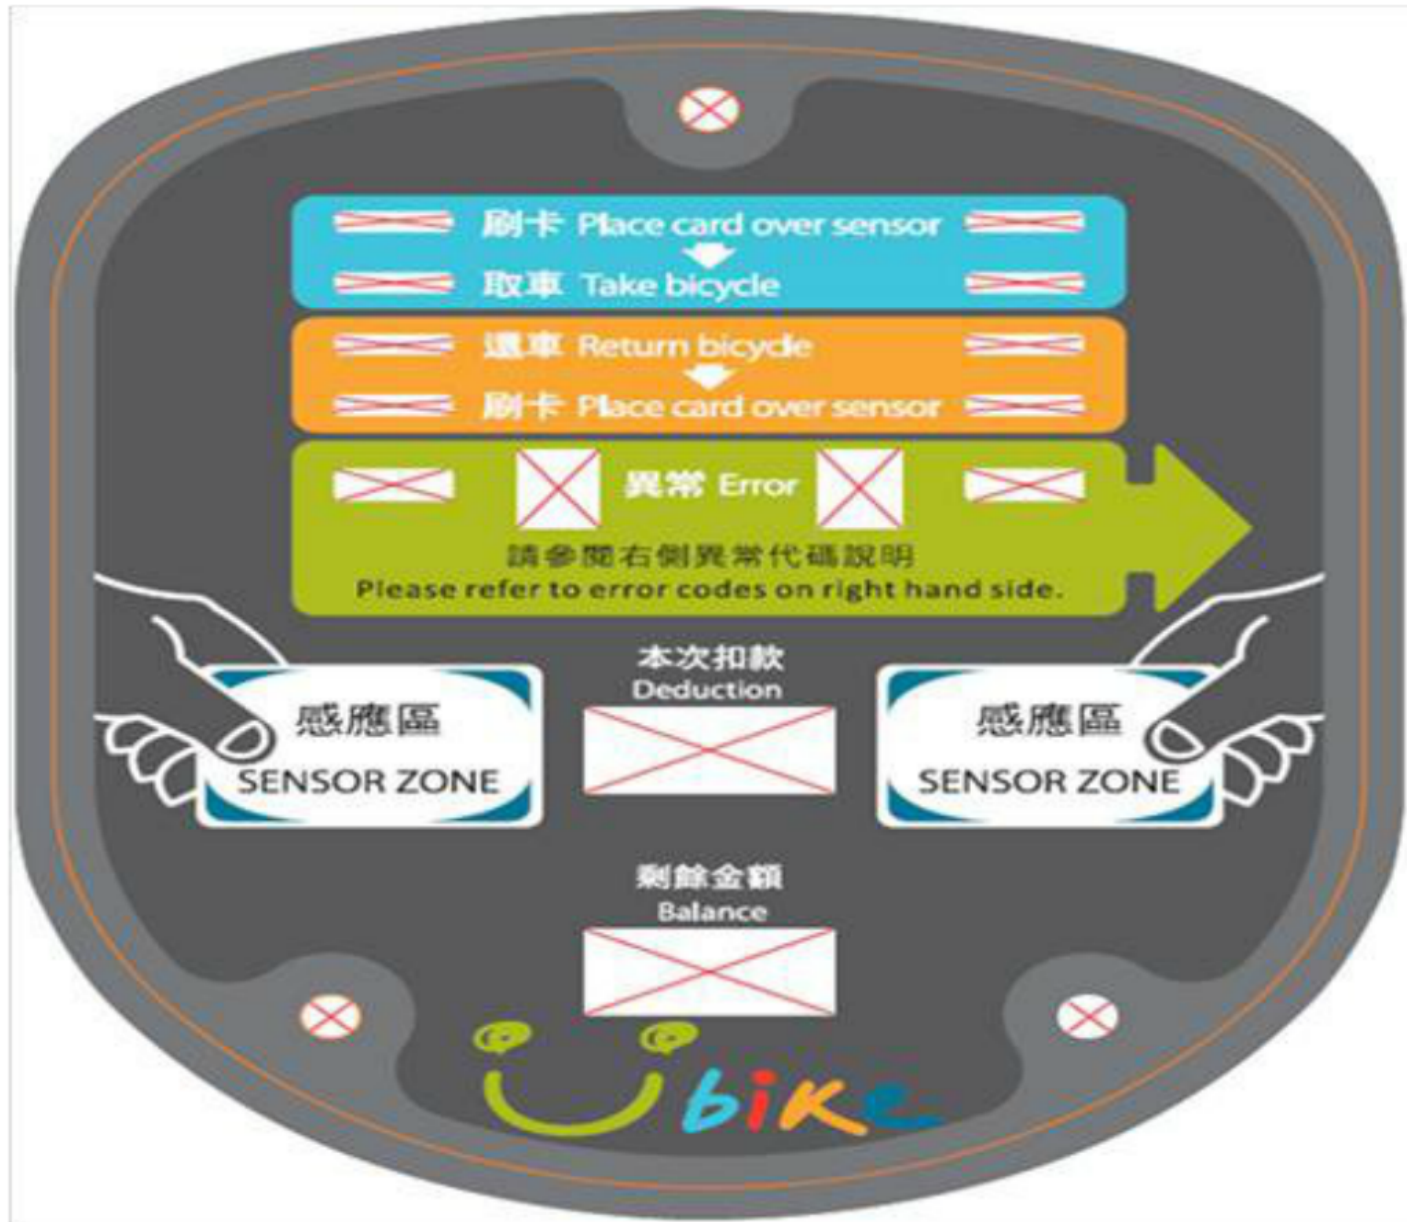 刷卡 Place card over sensor
取車 Take bicycle
還車 Return bicycle
刷卡 Place card over sensor
異常 Error
請參閱右側異常代碼說明
Please refer to error codes on right hand side.
本次扣款
Deduction
感應區
SENSOR ZONE
感應區
SENSOR ZONE
剩餘金額
Balance
Ubike